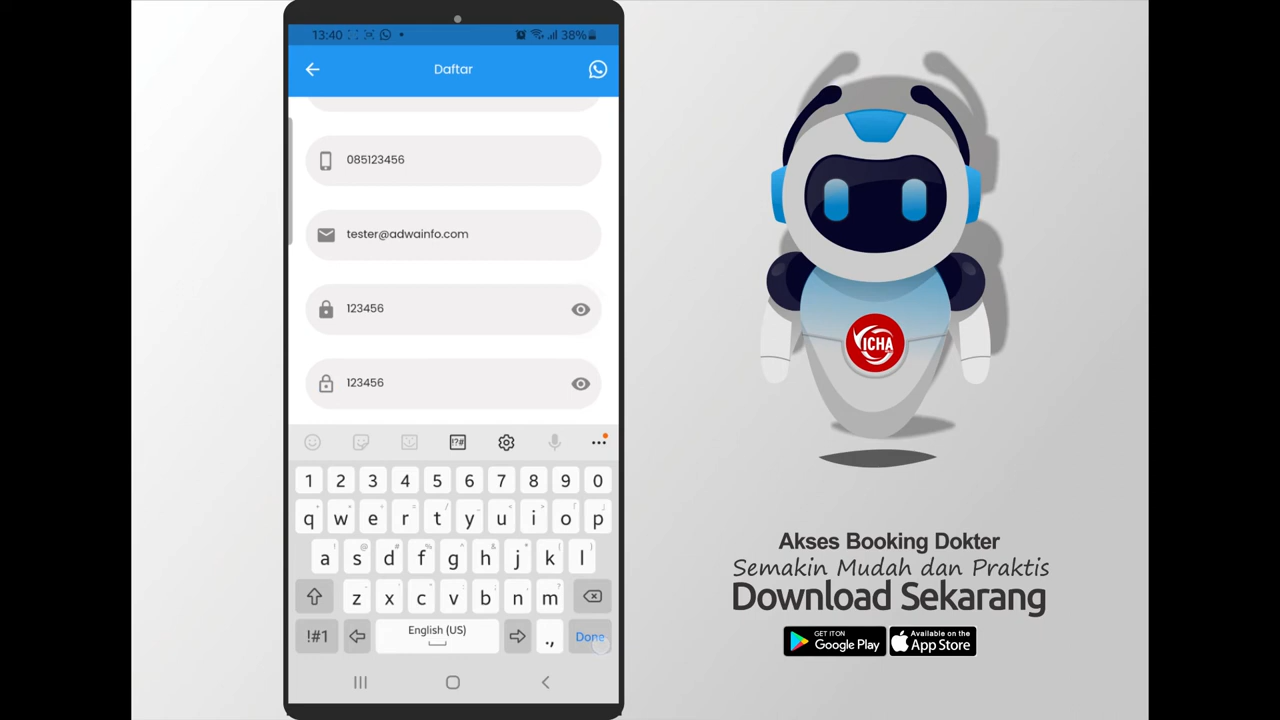 13:40
38%
Daftar
085123456
tester@adwainfo.com
123456
123456
!?#
1 2 3 4 5 6 7 8 9 0
q w e r t y u i o p
a s d f g h j k l
z x c v b n m
!#1 English (US) ., Done
ICHA
Akses Booking Dokter
Semakin Mudah dan Praktis
Download Sekarang
GET IT ON
Google Play
Available on the
App Store